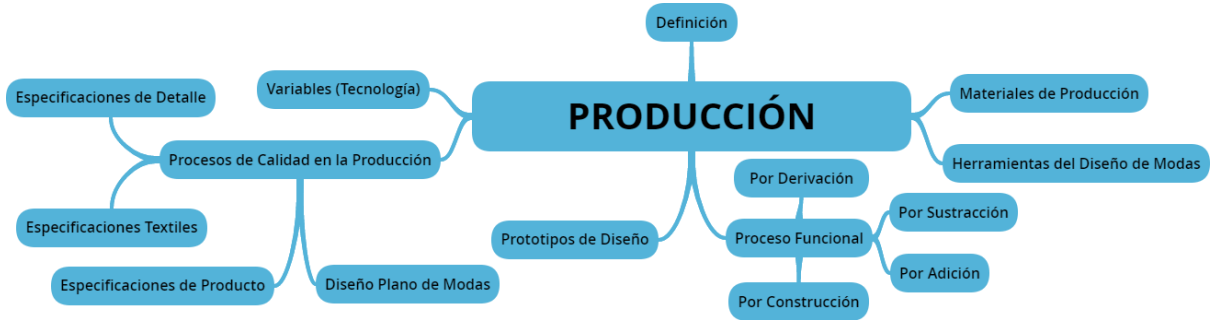 Definición
Variables (Tecnología)
Especificaciones de Detalle
PRODUCCIÓN
Materiales de Producción
Procesos de Calidad en la Producción
Herramientas del Diseño de Modas
Por Derivación
Especificaciones Textiles
Por Sustracción
Prototipos de Diseño
Proceso Funcional
Especificaciones de Producto
Diseño Plano de Modas
Por Adición
Por Construcción